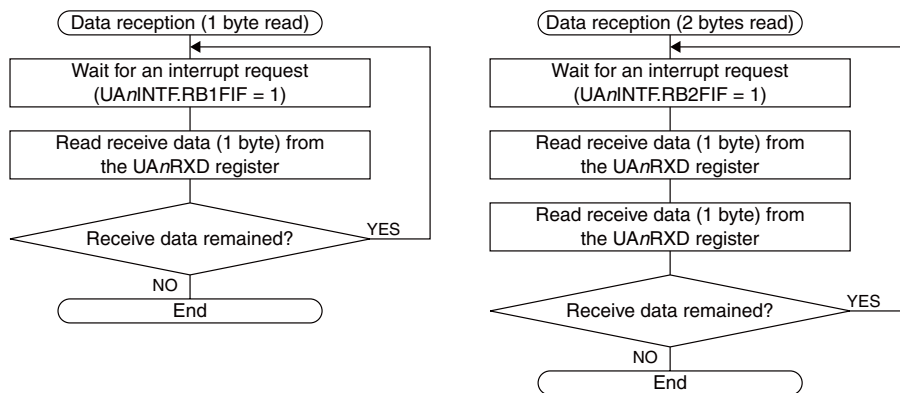 Data reception (1 byte read)
Wait for an interrupt request
(UAnINTF.RB1FIF = 1)
Read receive data (1 byte) from
the UAnRXD register
Receive data remained?
YES
NO
End
Data reception (2 bytes read)
Wait for an interrupt request
(UAnINTF.RB2FIF = 1)
Read receive data (1 byte) from
the UAnRXD register
Read receive data (1 byte) from
the UAnRXD register
Receive data remained?
YES
NO
End